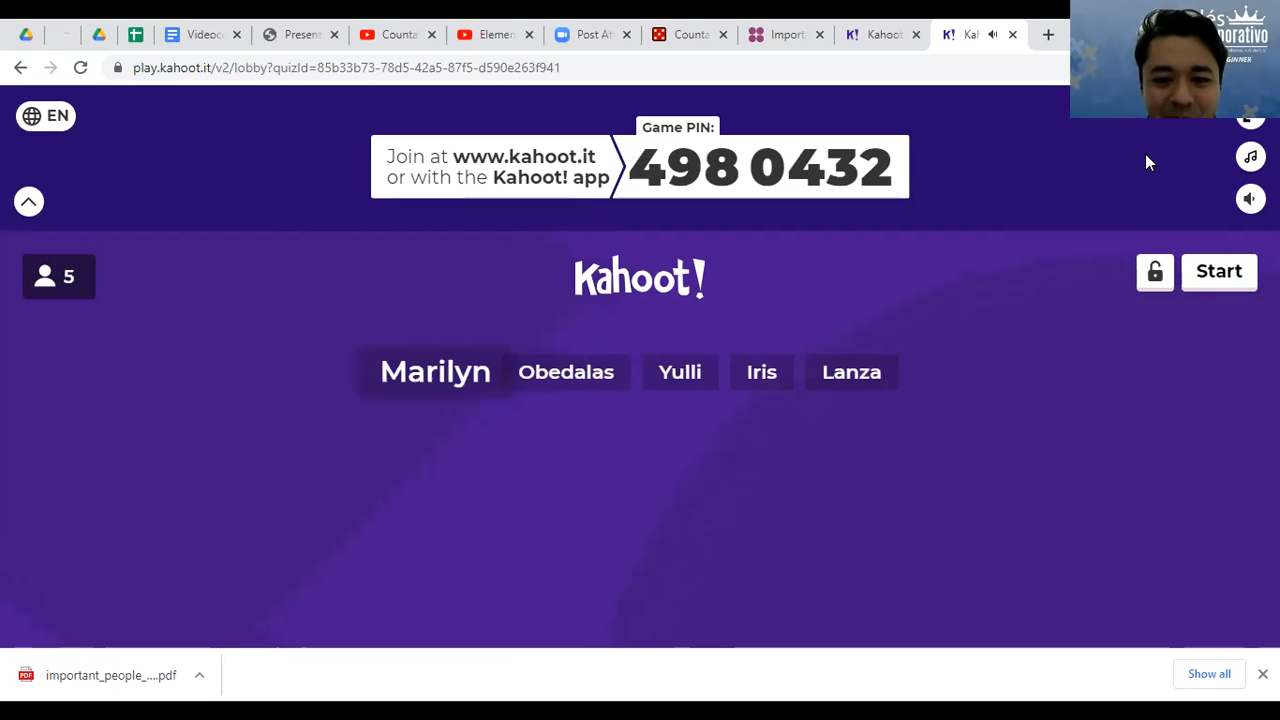 Videoc
Present
Counta
Elemen
Post At
Counta
Import
Kahoot
Kal
play.kahoot.it/v2/lobby?quizId=85b33b73-78d5-42a5-87f5-d590e263f941
EN
Game PIN:
Join at www.kahoot.it
or with the Kahoot! app
498 0432
5
Kahoot!
Start
Marilyn
Obedalas
Yulli
Iris
Lanza
important_people_....pdf
Show all